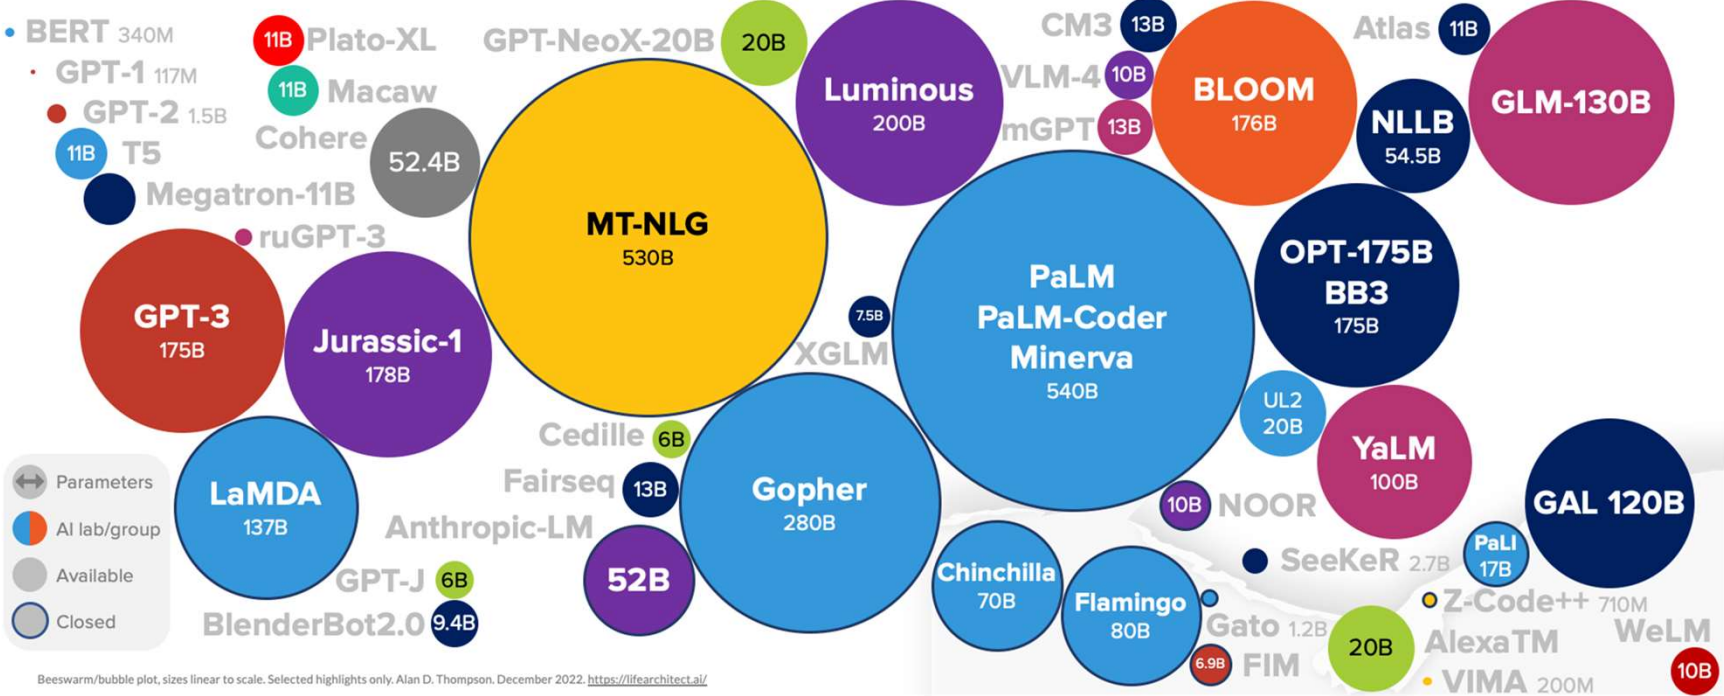 BERT 340M
GPT-1 117M
GPT-2 1.5B
11B T5
Megatron-11B
ruGPT-3
11B Plato-XL
11B Macaw
Cohere
52.4B
GPT-NeoX-20B 20B
MT-NLG
530B
Luminous
200B
CM3 13B
VLM-4 10B
mGPT 13B
BLOOM
176B
Atlas 11B
NLLB
54.5B
GLM-130B
GPT-3
175B
Jurassic-1
178B
7.5B
XGLM
PaLM
PaLM-Coder
Minerva
540B
OPT-175B
BB3
175B
UL2
20B
YaLM
100B
LaMDA
137B
Cedille 6B
Fairseq 13B
Anthropic-LM
52B
GPT-J 6B
BlenderBot2.0 9.4B
Gopher
280B
Chinchilla
70B
Flamingo
80B
10B NOOR
SeeKeR 2.7B
PaLI
17B
GAL 120B
Gato 1.2B
6.9B FIM
20B
AlexaTM
Z-Code++ 710M
VIMA 200M
WeLM
10B
Parameters
AI lab/group
Available
Closed
Beeswarm/bubble plot, sizes linear to scale. Selected highlights only. Alan D. Thompson. December 2022. https://lifearchitect.ai/